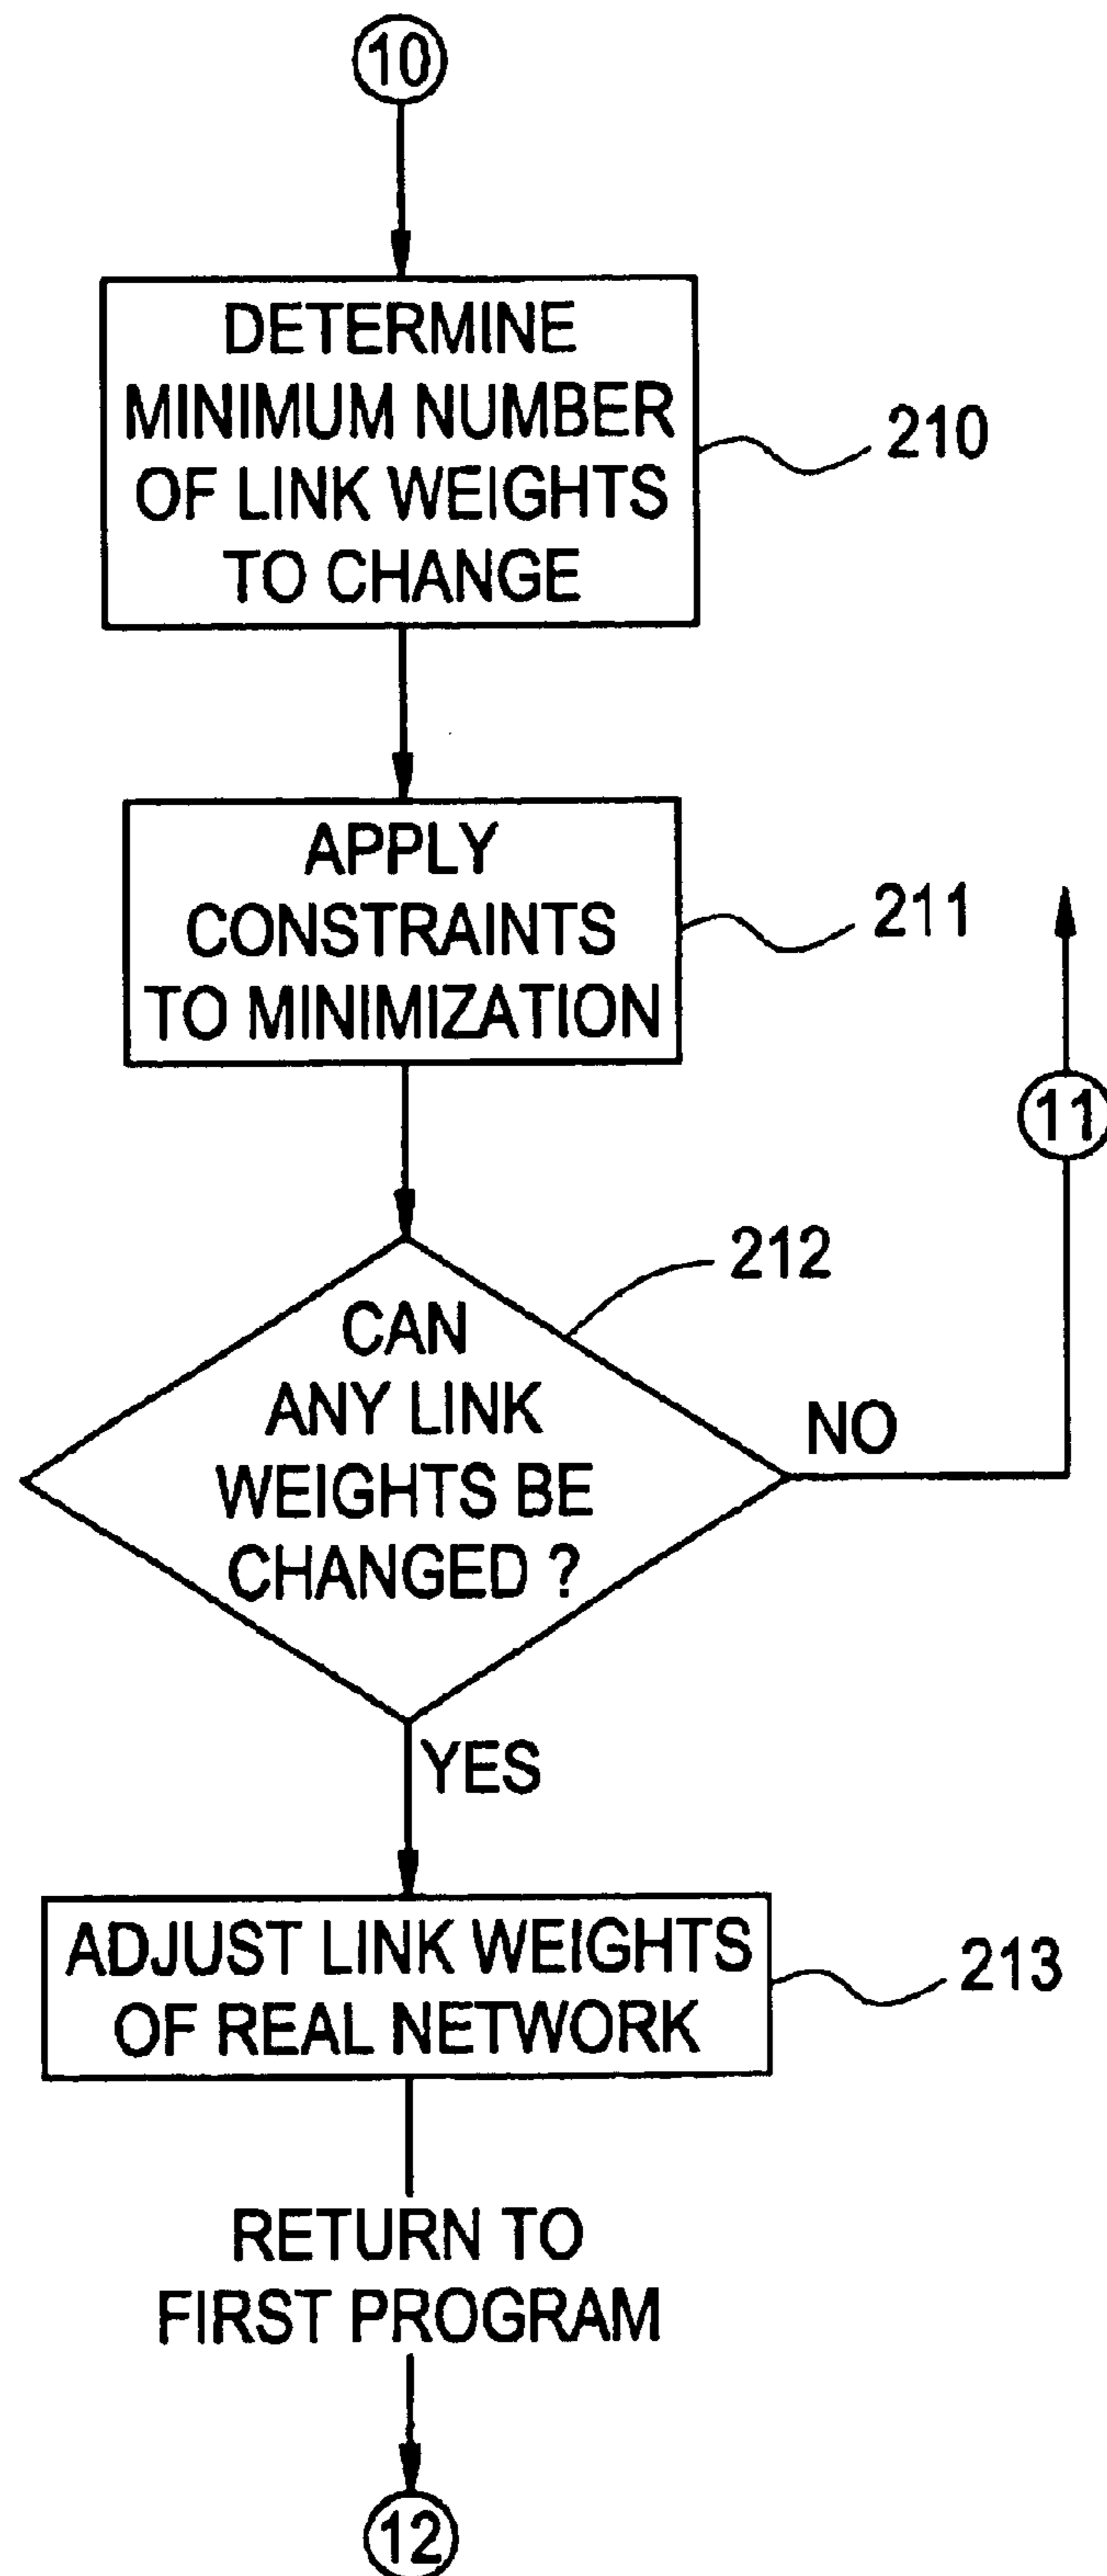 10
DETERMINE
MINIMUM NUMBER
OF LINK WEIGHTS
TO CHANGE
210
APPLY
CONSTRAINTS
TO MINIMIZATION
211
11
212
CAN
ANY LINK
WEIGHTS BE
CHANGED ?
NO
YES
ADJUST LINK WEIGHTS
OF REAL NETWORK
213
RETURN TO
FIRST PROGRAM
12